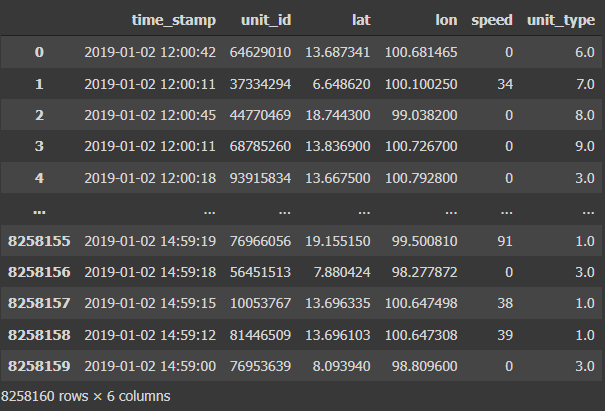 time_stamp unit_id lat lon speed unit_type
0 2019-01-02 12:00:42 64629010 13.687341 100.681465 0 6.0
1 2019-01-02 12:00:11 37334294 6.648620 100.100250 34 7.0
2 2019-01-02 12:00:45 44770469 18.744300 99.038200 0 8.0
3 2019-01-02 12:00:11 68785260 13.836900 100.726700 0 9.0
4 2019-01-02 12:00:18 93915834 13.667500 100.792800 0 3.0
... ... ... ... ... ... ...
8258155 2019-01-02 14:59:19 76966056 19.155150 99.500810 91 1.0
8258156 2019-01-02 14:59:18 56451513 7.880424 98.277872 0 3.0
8258157 2019-01-02 14:59:15 10053767 13.696335 100.647498 38 1.0
8258158 2019-01-02 14:59:12 81446509 13.696103 100.647308 39 1.0
8258159 2019-01-02 14:59:00 76953639 8.093940 98.809600 0 3.0
8258160 rows × 6 columns